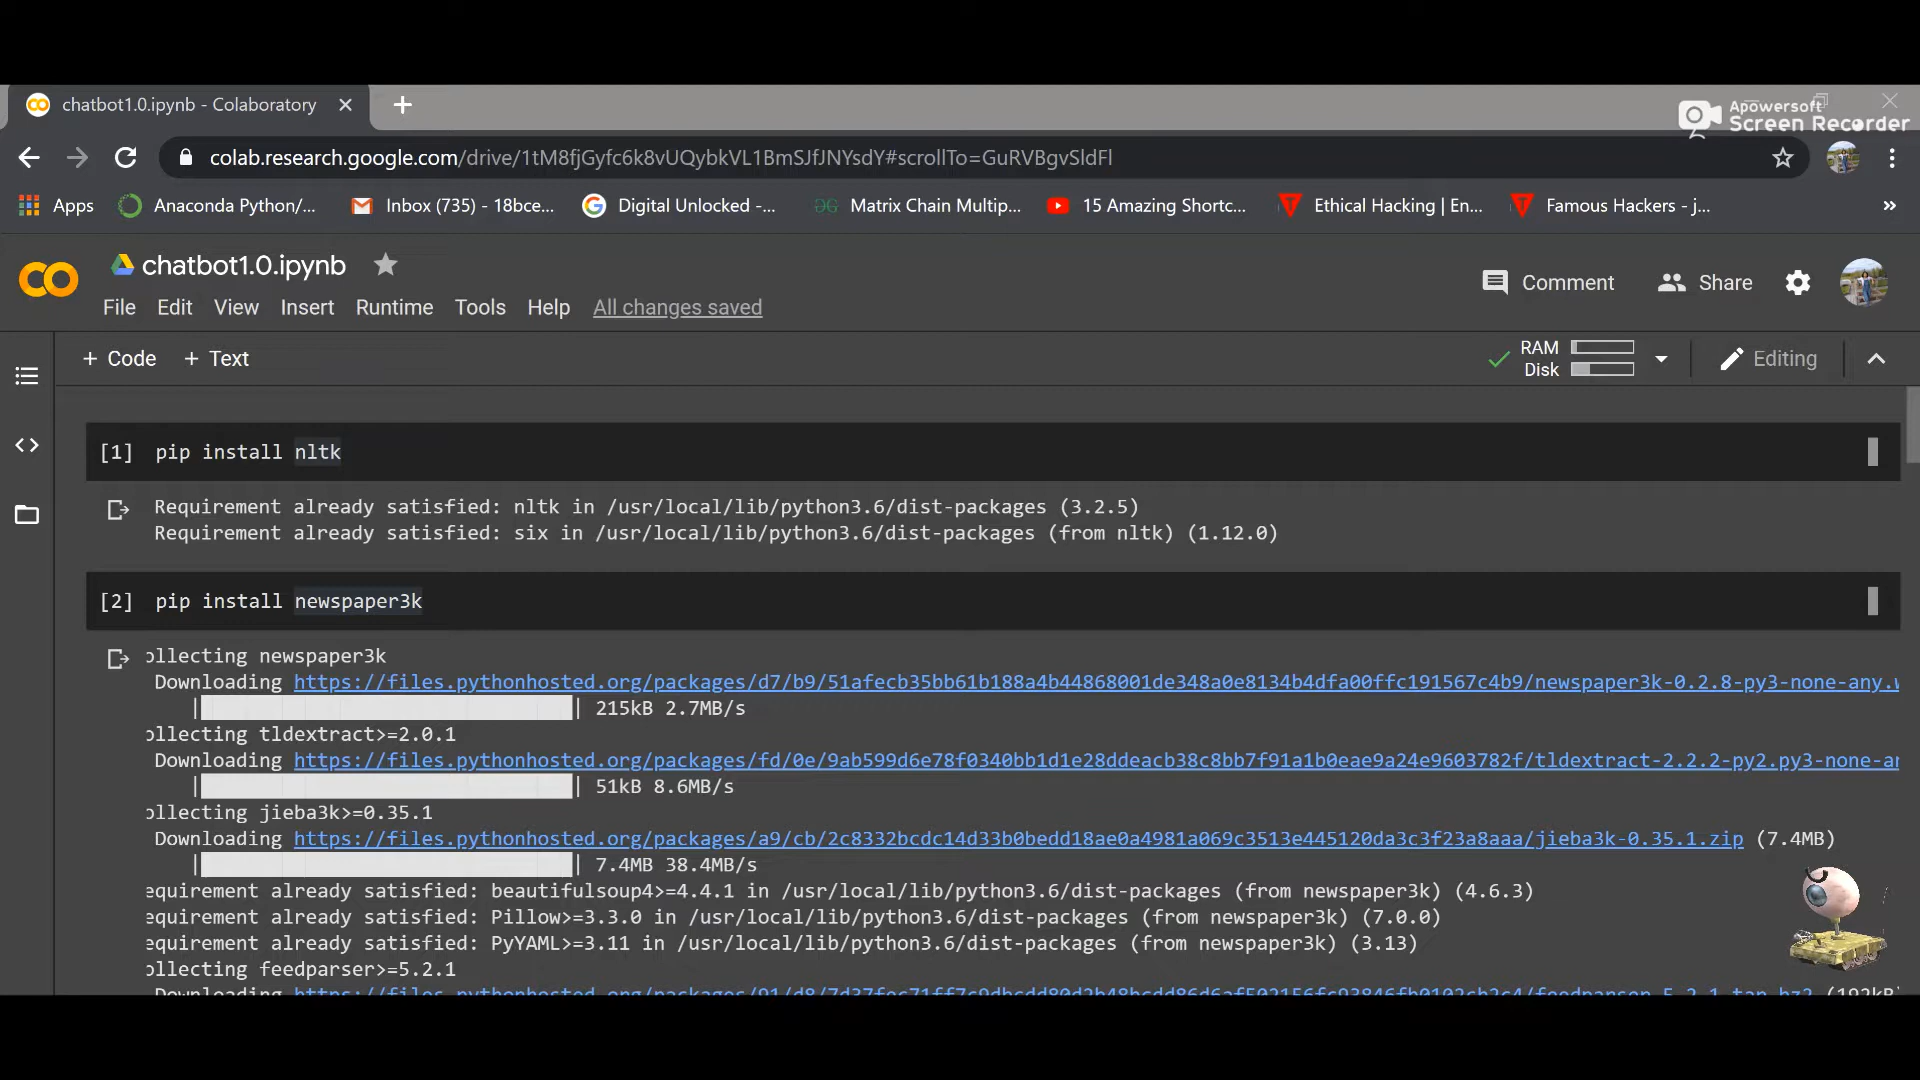 chatbot1.0.ipynb - Colaboratory
Apowersoft
Screen Recorder
colab.research.google.com/drive/1tM8fjGyfc6k8vUQybkVL1BmSJfJNYsdY#scrollTo=GuRVBgvSldFl
Apps Anaconda Python/... Inbox (735) - 18bce... Digital Unlocked -... Matrix Chain Multip... 15 Amazing Shortc... Ethical Hacking | En... Famous Hackers - j... »
chatbot1.0.ipynb
Comment Share
File Edit View Insert Runtime Tools Help All changes saved
+ Code + Text
RAM
Disk
Editing
[1] pip install nltk
Requirement already satisfied: nltk in /usr/local/lib/python3.6/dist-packages (3.2.5)
Requirement already satisfied: six in /usr/local/lib/python3.6/dist-packages (from nltk) (1.12.0)
[2] pip install newspaper3k
ollecting newspaper3k
Downloading https://files.pythonhosted.org/packages/d7/b9/51afecb35bb61b188a4b44868001de348a0e8134b4dfa00ffc191567c4b9/newspaper3k-0.2.8-py3-none-any.w
| | 215kB 2.7MB/s
ollecting tldextract>=2.0.1
Downloading https://files.pythonhosted.org/packages/fd/0e/9ab599d6e78f0340bb1d1e28ddeacb38c8bb7f91a1b0eae9a24e9603782f/tldextract-2.2.2-py2.py3-none-an
| | 51kB 8.6MB/s
ollecting jieba3k>=0.35.1
Downloading https://files.pythonhosted.org/packages/a9/cb/2c8332bcdc14d33b0bedd18ae0a4981a069c3513e445120da3c3f23a8aaa/jieba3k-0.35.1.zip (7.4MB)
| | 7.4MB 38.4MB/s
equirement already satisfied: beautifulsoup4>=4.4.1 in /usr/local/lib/python3.6/dist-packages (from newspaper3k) (4.6.3)
equirement already satisfied: Pillow>=3.3.0 in /usr/local/lib/python3.6/dist-packages (from newspaper3k) (7.0.0)
equirement already satisfied: PyYAML>=3.11 in /usr/local/lib/python3.6/dist-packages (from newspaper3k) (3.13)
ollecting feedparser>=5.2.1